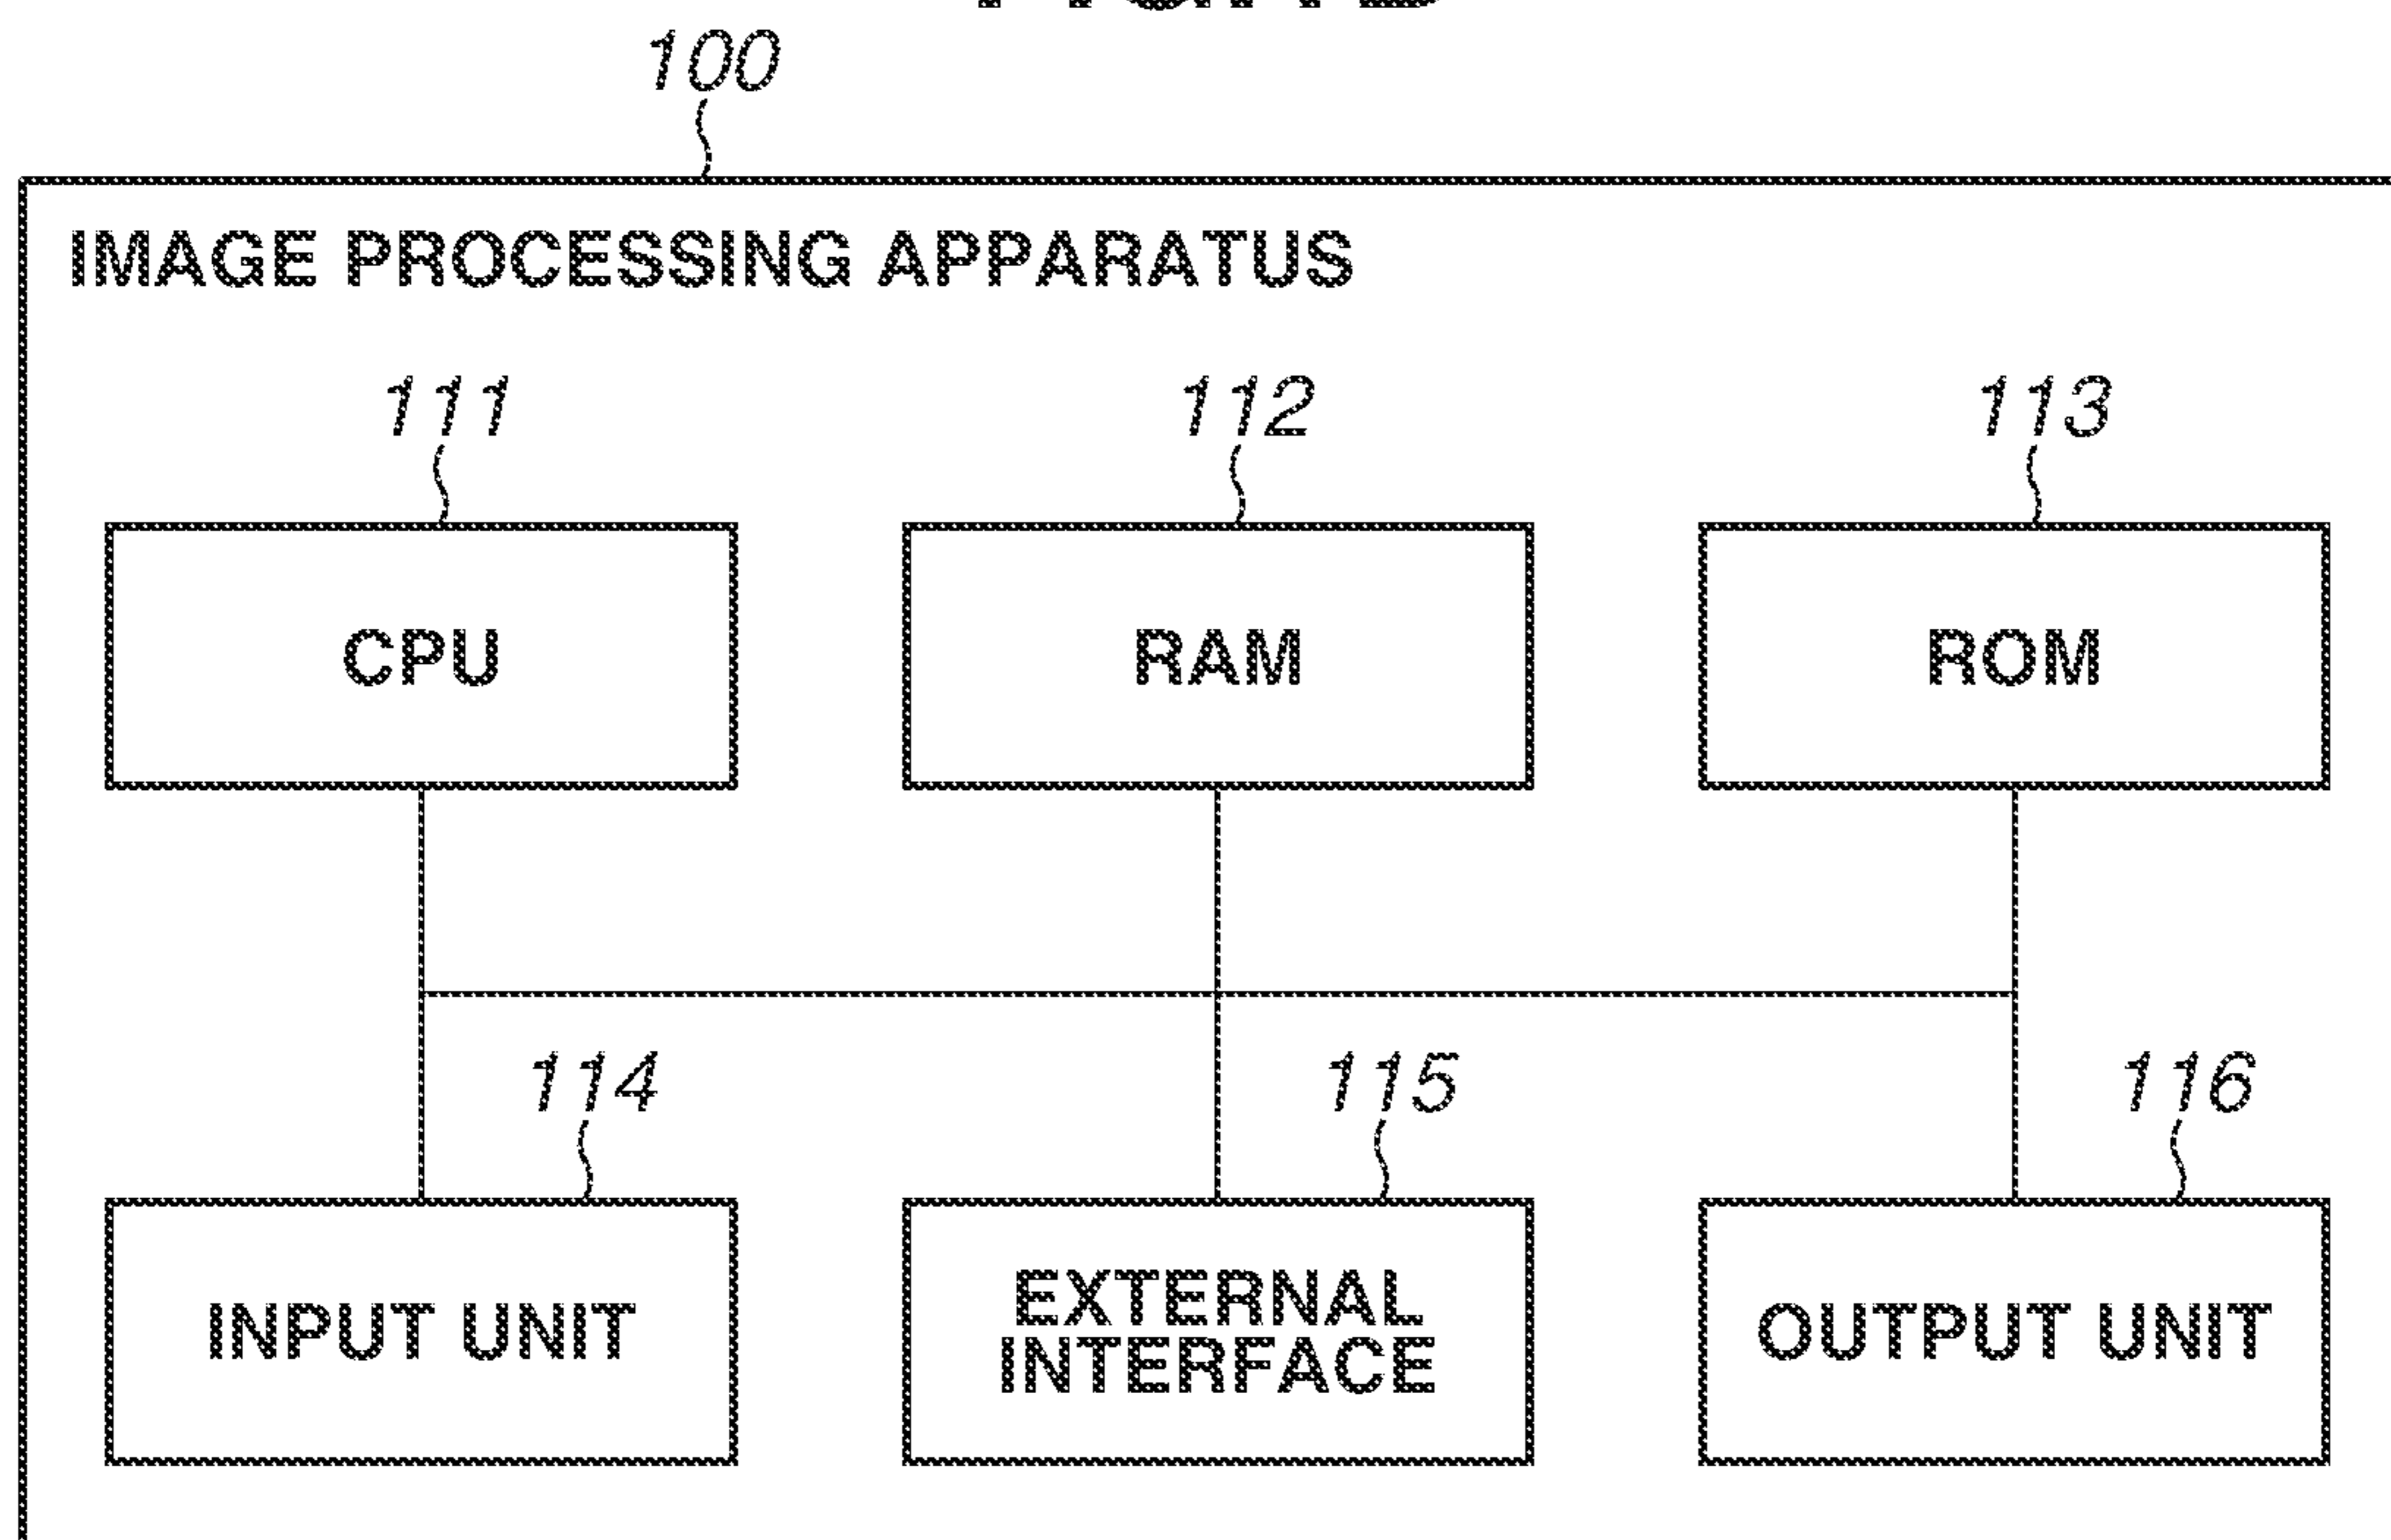 100
IMAGE PROCESSING APPARATUS
111 112 113
CPU RAM ROM
114 115 116
INPUT UNIT EXTERNAL INTERFACE OUTPUT UNIT